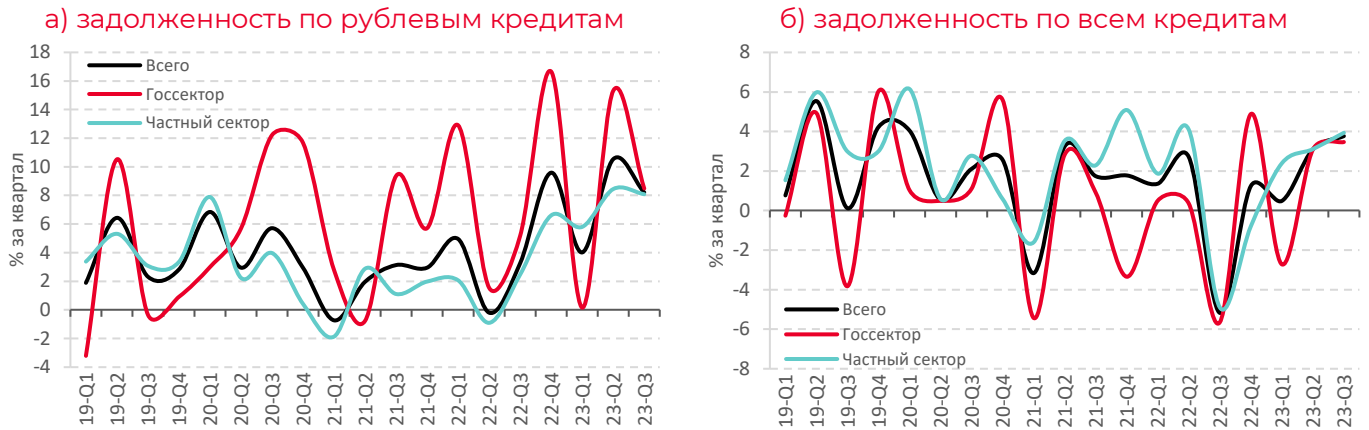 а) задолженность по рублевым кредитам
% за квартал
18
16
14
12
10
8
6
4
2
0
-2
-4
Всего
Госсектор
Частный сектор
19-Q1
19-Q2
19-Q3
19-Q4
20-Q1
20-Q2
20-Q3
20-Q4
21-Q1
21-Q2
21-Q3
21-Q4
22-Q1
22-Q2
22-Q3
22-Q4
23-Q1
23-Q2
23-Q3
б) задолженность по всем кредитам
% за квартал
8
6
4
2
0
-2
-4
-6
-8
Всего
Госсектор
Частный сектор
19-Q1
19-Q2
19-Q3
19-Q4
20-Q1
20-Q2
20-Q3
20-Q4
21-Q1
21-Q2
21-Q3
21-Q4
22-Q1
22-Q2
22-Q3
22-Q4
23-Q1
23-Q2
23-Q3